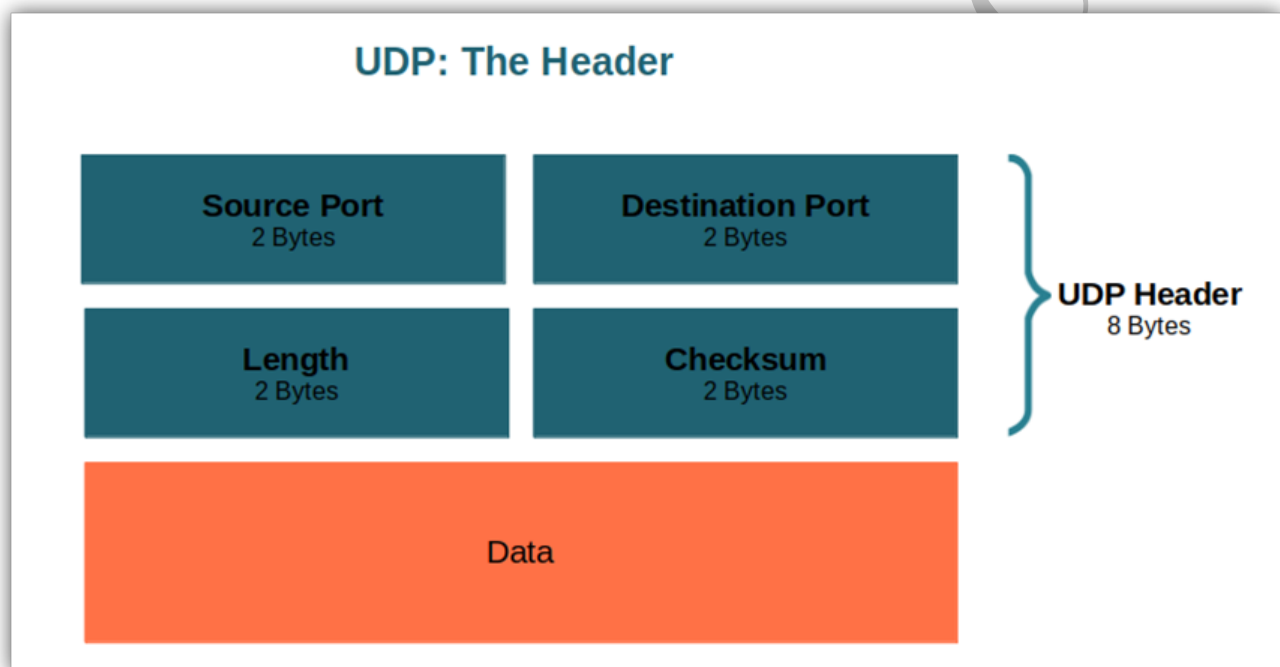 UDP: The Header
Source Port
2 Bytes
Destination Port
2 Bytes
Length
2 Bytes
Checksum
2 Bytes
UDP Header
8 Bytes
Data